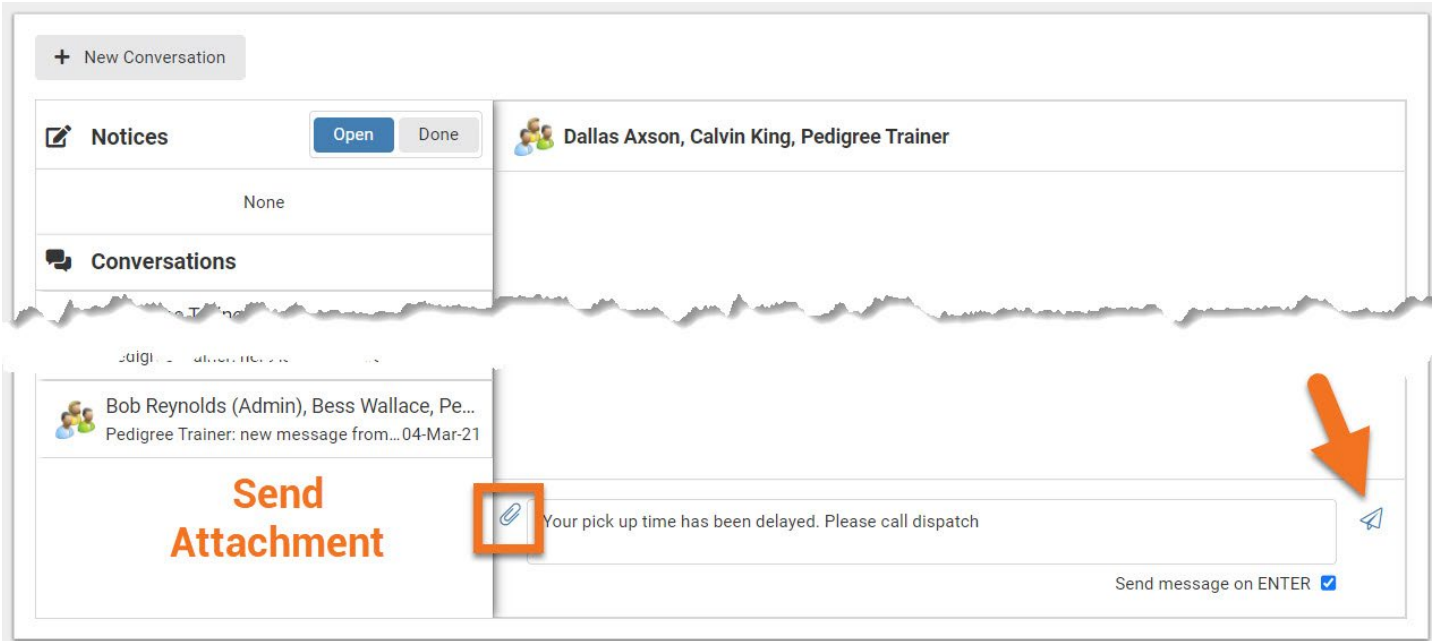 + New Conversation
Notices
Open
Done
None
Conversations
Dallas Axson, Calvin King, Pedigree Trainer
Bob Reynolds (Admin), Bess Wallace, Pe...
Pedigree Trainer: new message from...04-Mar-21
Send
Attachment
Your pick up time has been delayed. Please call dispatch
Send message on ENTER